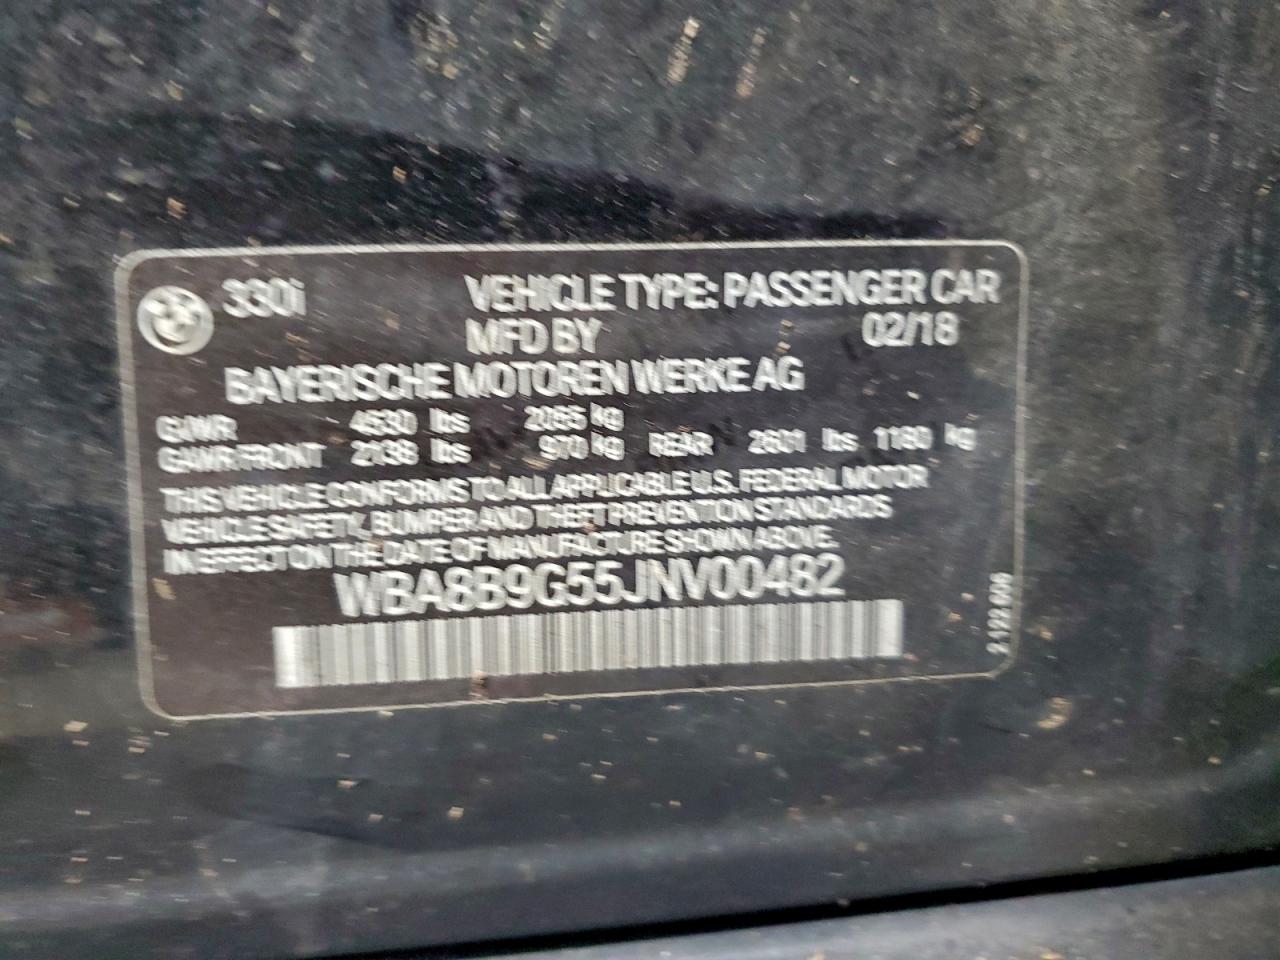 330i VEHICLE TYPE: PASSENGER CAR
MFD BY 02/18
BAYERISCHE MOTOREN WERKE AG
GVWR 4530 lbs 2055 kg
GAWR FRONT 2138 lbs 970 kg REAR 2601 lbs 1180 kg
THIS VEHICLE CONFORMS TO ALL APPLICABLE U.S. FEDERAL MOTOR
VEHICLE SAFETY, BUMPER AND THEFT PREVENTION STANDARDS
IN EFFECT ON THE DATE OF MANUFACTURE SHOWN ABOVE.
WBA8B9G55JNV00482